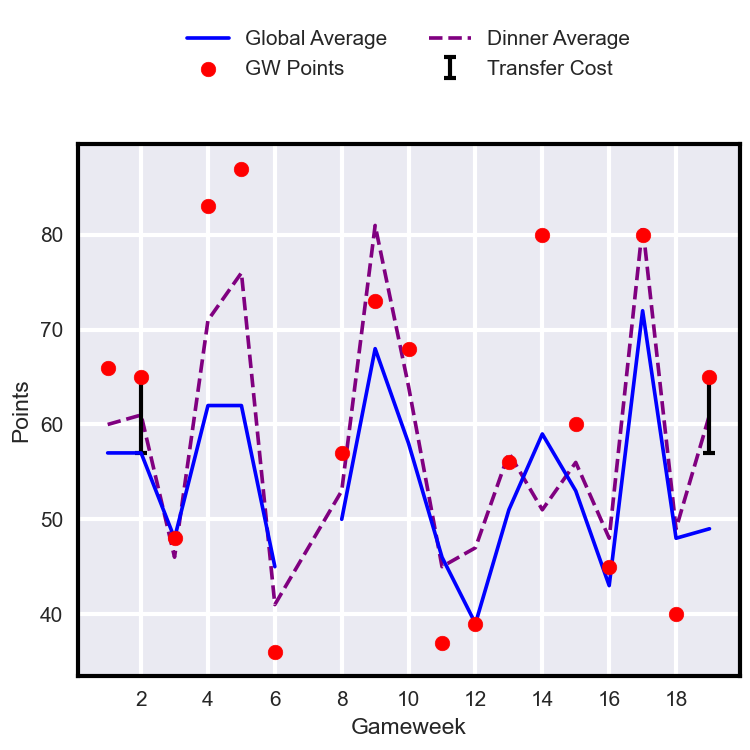 Global Average Dinner Average
GW Points Transfer Cost
80
70
60
50
40
Points
2 4 6 8 10 12 14 16 18
Gameweek